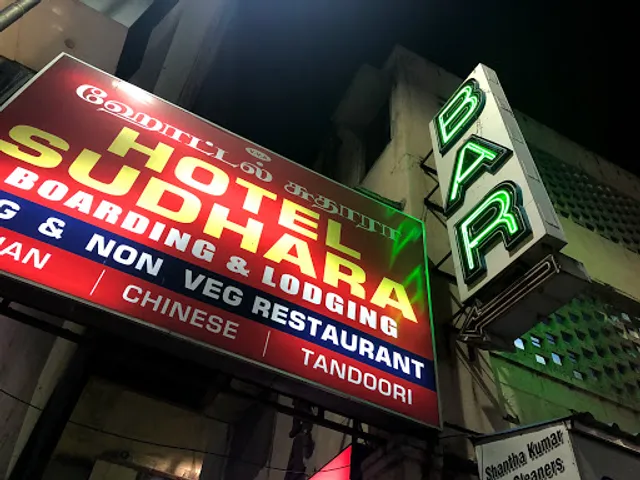 ஹோட்டல் சுதாரா
HOTEL
SUDHARA
BOARDING & LODGING
G & NON VEG RESTAURANT
AN | CHINESE | TANDOORI
BAR
Shantha Kumar
Cleaners